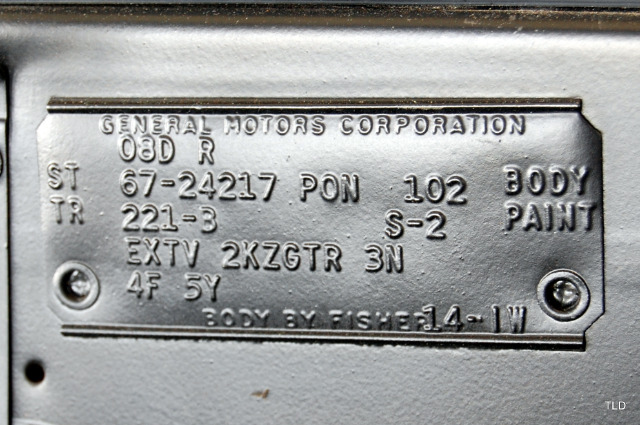 GENERAL MOTORS CORPORATION
08D R
ST 67-24217 PON 102 BODY
TR 221-3 S-2 PAINT
EXTV 2KZGTR 3N
4F 5Y
BODY BY FISHER 14-1W
TLD